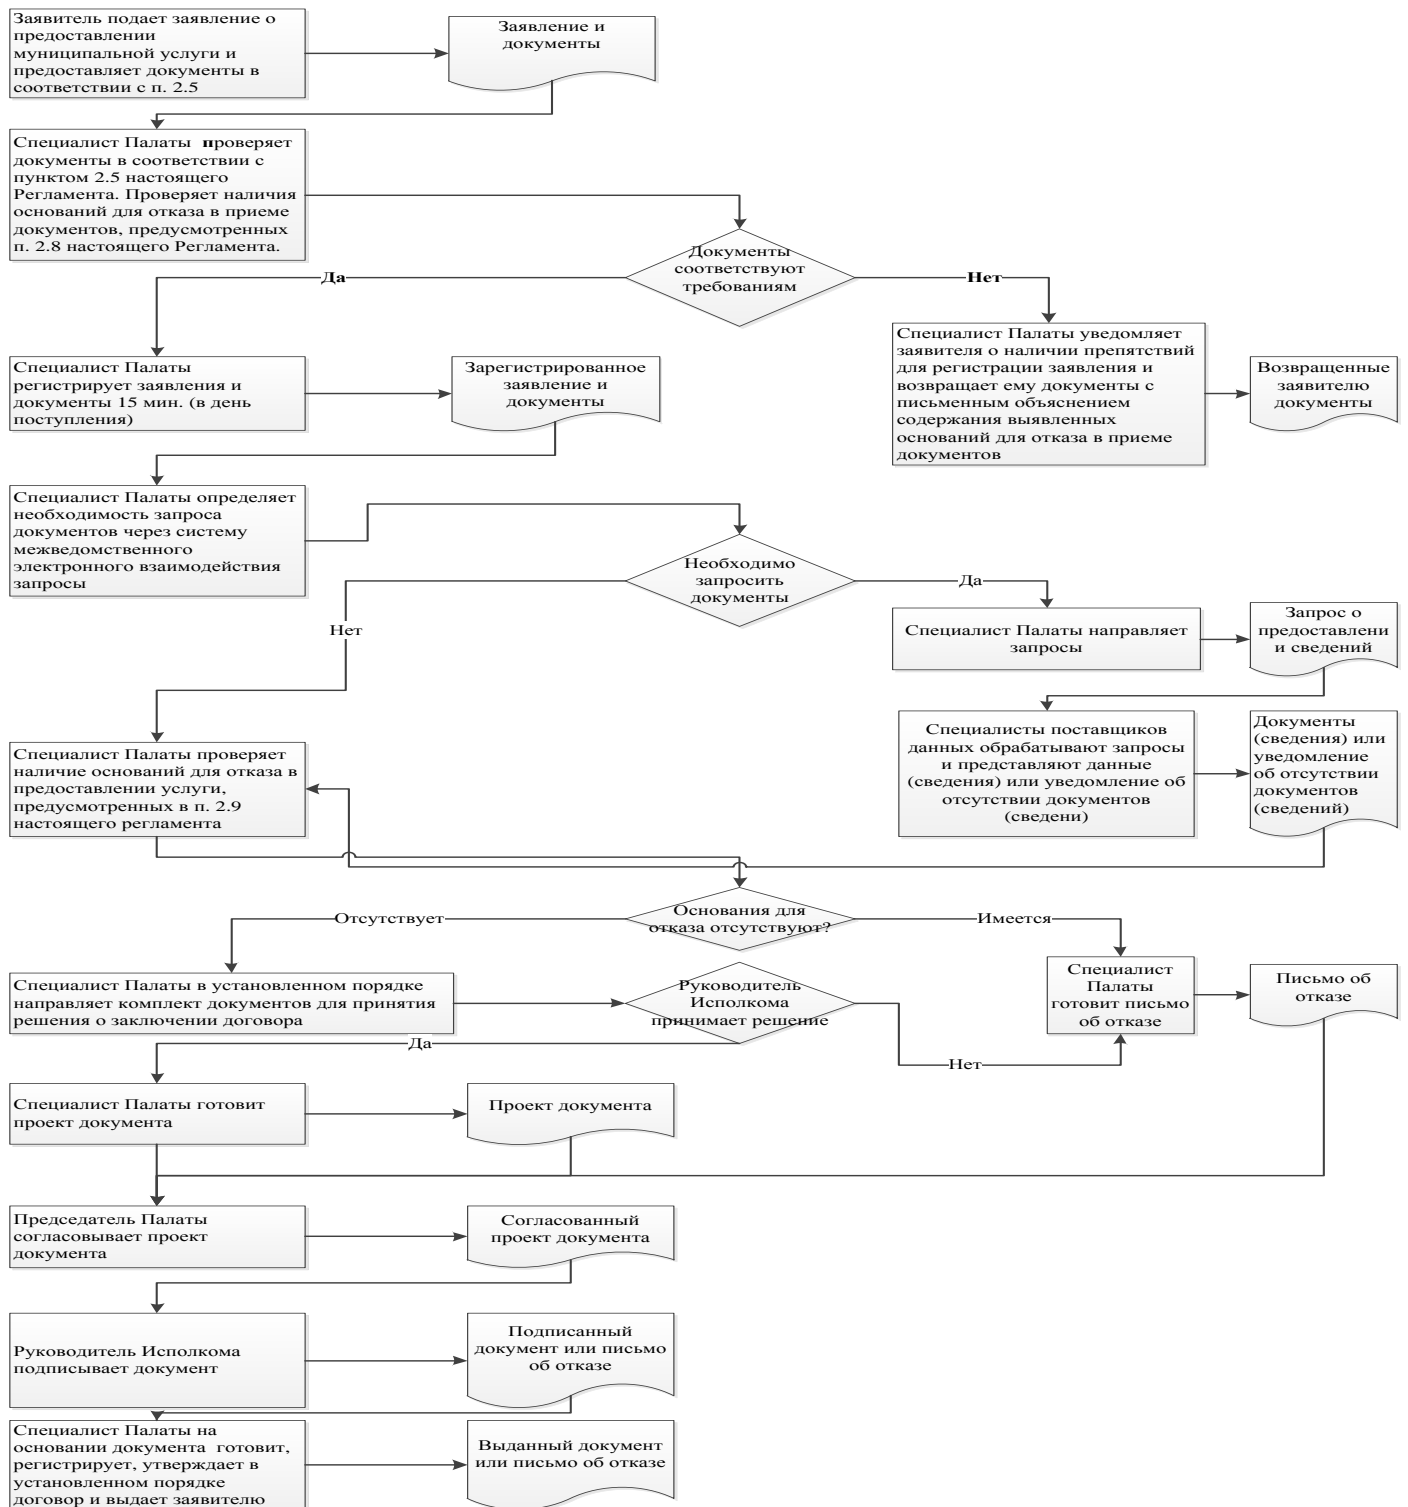 Заявитель подает заявление о
предоставлении
муниципальной услуги и
предоставляет документы в
соответствии с п. 2.5
Заявление и
документы
Специалист Палаты  проверяет
документы в соответствии с
пунктом 2.5 настоящего
Регламента. Проверяет наличия
оснований для отказа в приеме
документов, предусмотренных
п. 2.8 настоящего Регламента.
Документы
соответствуют
требованиям
Да
Нет
Специалист Палаты
регистрирует заявления и
документы 15 мин. (в день
поступления)
Зарегистрированное
заявление и
документы
Специалист Палаты уведомляет
заявителя о наличии препятствий
для регистрации заявления и
возвращает ему документы с
письменным объяснением
содержания выявленных
оснований для отказа в приеме
документов
Возвращенные
заявителю
документы
Специалист Палаты определяет
необходимость запроса
документов через систему
межведомственного
электронного взаимодействия
запросы
Необходимо
запросить
документы
Да
Нет
Специалист Палаты направляет
запросы
Запрос о
предоставлени
и сведений
Специалисты поставщиков
данных обрабатывают запросы
и представляют данные
(сведения) или уведомление об
отсутствии документов
(сведени)
Документы
(сведения) или
уведомление
об отсутствии
документов
(сведений)
Специалист Палаты проверяет
наличие оснований для отказа в
предоставлении услуги,
предусмотренных в п. 2.9
настоящего регламента
Основания для
отказа отсутствуют?
Отсутствует
Имеется
Специалист Палаты в установленном порядке
направляет комплект документов для принятия
решения о заключении договора
Руководитель
Исполкома
принимает решение
Специалист
Палаты
готовит письмо
об отказе
Письмо об
отказе
Да
Нет
Специалист Палаты готовит
проект документа
Проект документа
Председатель Палаты
согласовывает проект
документа
Согласованный
проект документа
Руководитель Исполкома
подписывает документ
Подписанный
документ или письмо
об отказе
Специалист Палаты на
основании документа  готовит,
регистрирует, утверждает в
установленном порядке
договор и выдает заявителю
Выданный документ
или письмо об отказе